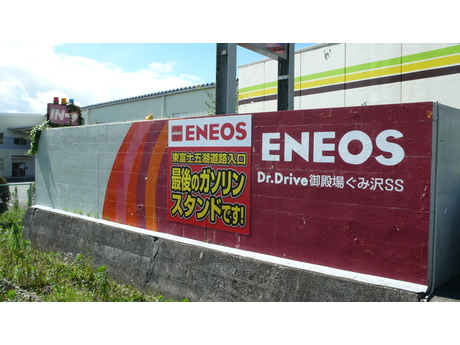 IN
ENEOS
東富士五湖道路入口
最後のガソリン
スタンドです!
ENEOS
Dr.Drive御殿場ぐみ沢SS